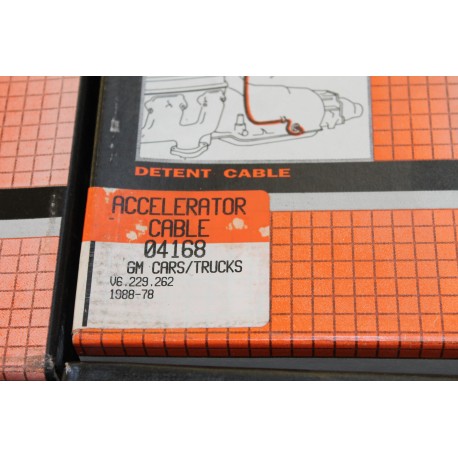 DETENT CABLE
ACCELERATOR
CABLE
04168
GM CARS/TRUCKS
V6.229.262
1988-78